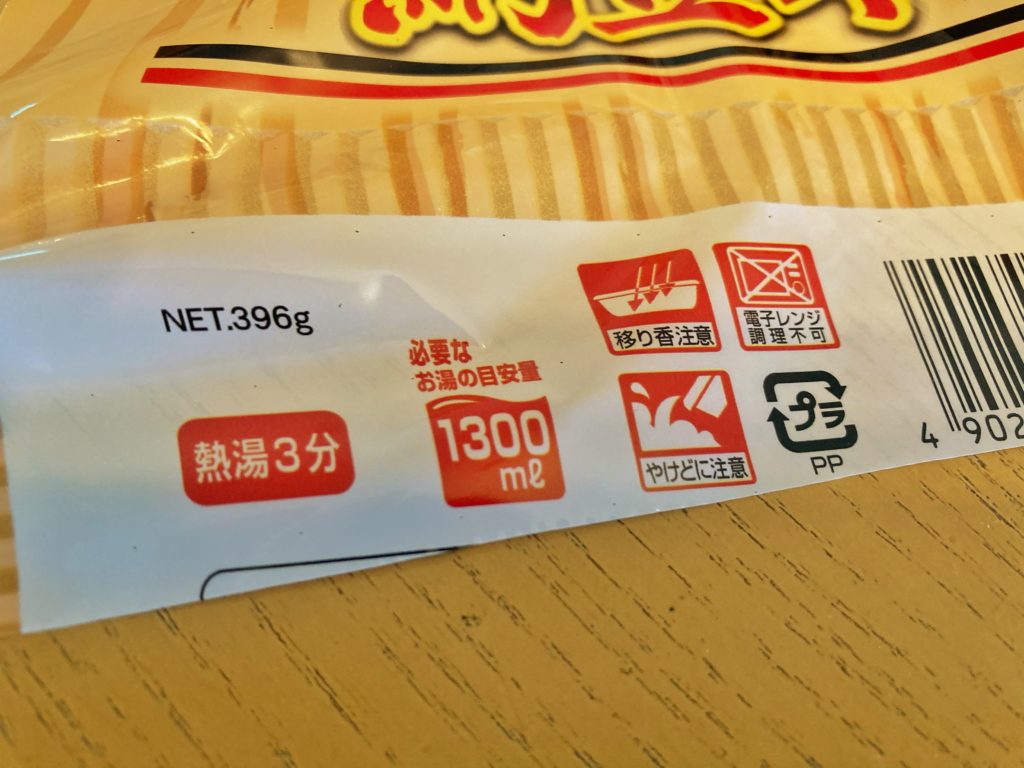 NET.396g
必要な
お湯の目安量
1300
mℓ
熱湯3分
移り香注意
電子レンジ
調理不可
やけどに注意
プラ
PP
4 902